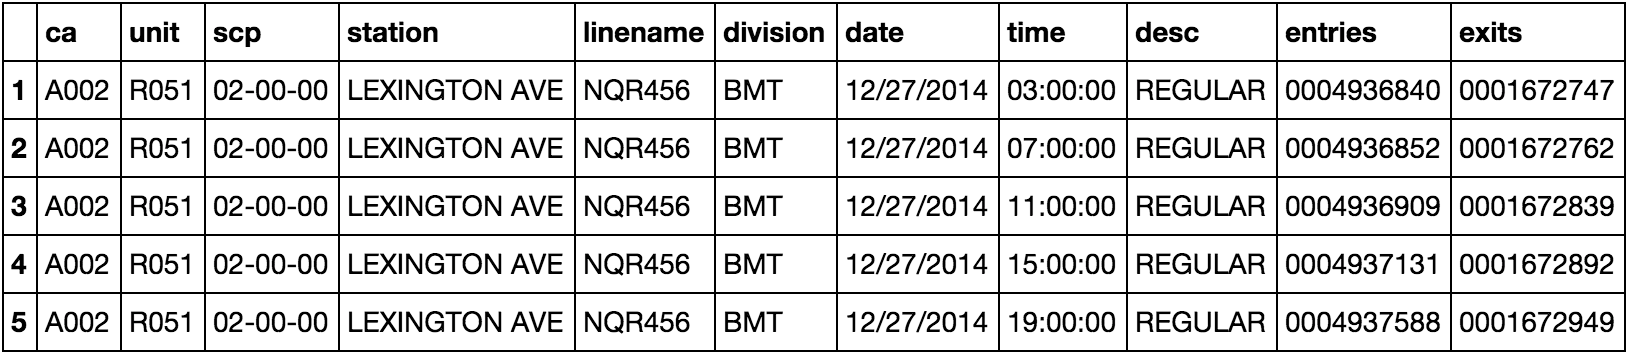 ca unit scp station linename division date time desc entries exits
1 A002 R051 02-00-00 LEXINGTON AVE NQR456 BMT 12/27/2014 03:00:00 REGULAR 0004936840 0001672747
2 A002 R051 02-00-00 LEXINGTON AVE NQR456 BMT 12/27/2014 07:00:00 REGULAR 0004936852 0001672762
3 A002 R051 02-00-00 LEXINGTON AVE NQR456 BMT 12/27/2014 11:00:00 REGULAR 0004936909 0001672839
4 A002 R051 02-00-00 LEXINGTON AVE NQR456 BMT 12/27/2014 15:00:00 REGULAR 0004937131 0001672892
5 A002 R051 02-00-00 LEXINGTON AVE NQR456 BMT 12/27/2014 19:00:00 REGULAR 0004937588 0001672949